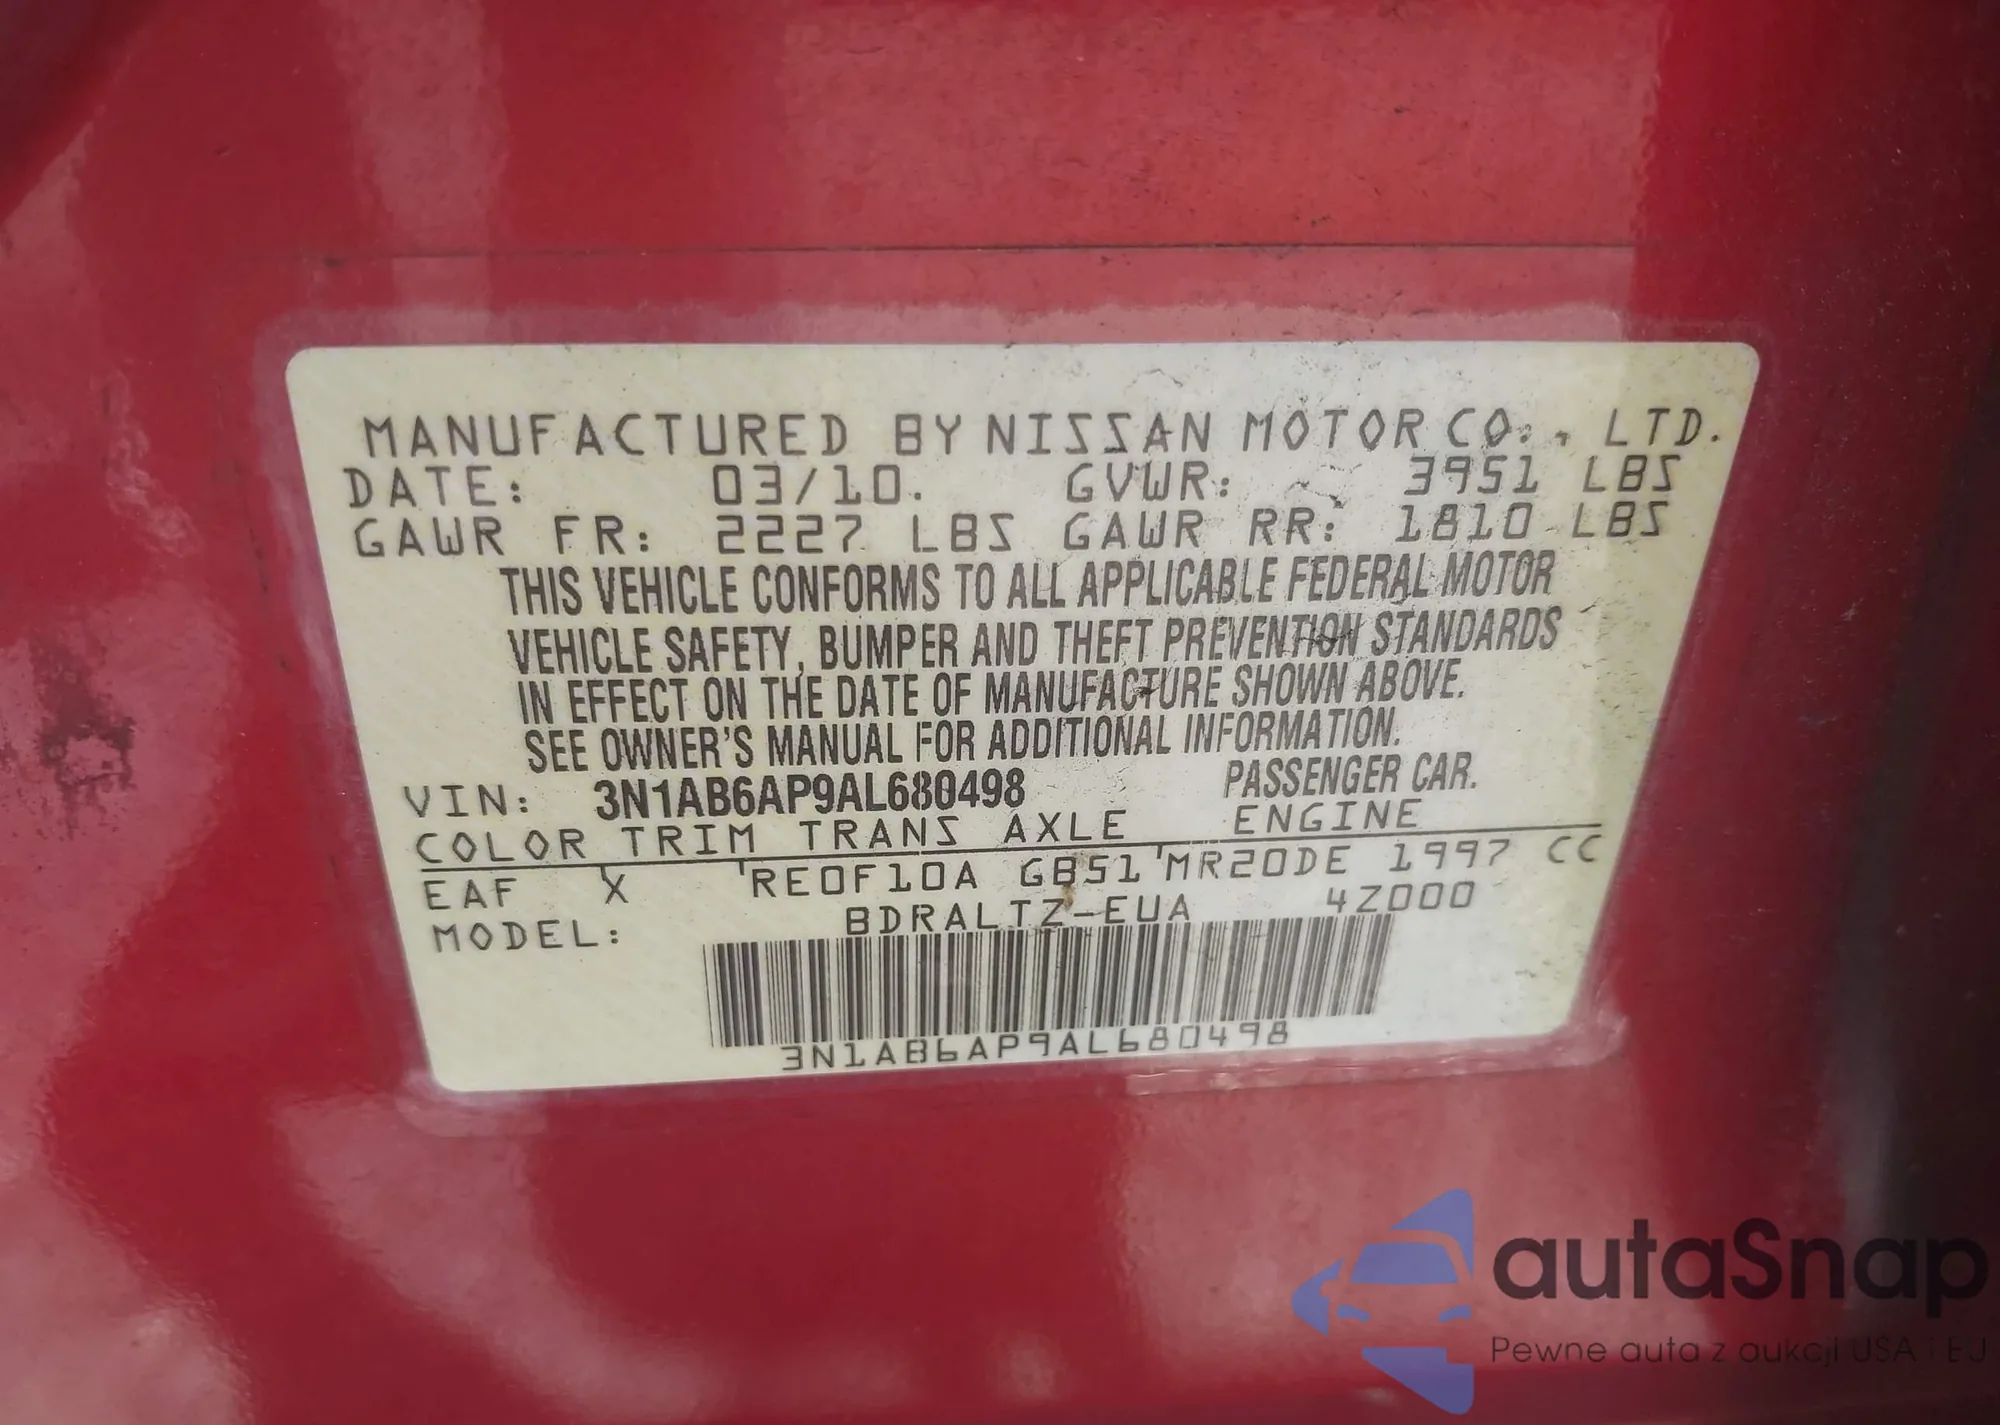 MANUFACTURED BY NISSAN MOTOR CO., LTD.
DATE: 03/10. GVWR: 3951 LBS
GAWR FR: 2227 LBS GAWR RR: 1810 LBS
THIS VEHICLE CONFORMS TO ALL APPLICABLE FEDERAL MOTOR
VEHICLE SAFETY, BUMPER AND THEFT PREVENTION STANDARDS
IN EFFECT ON THE DATE OF MANUFACTURE SHOWN ABOVE.
SEE OWNER'S MANUAL FOR ADDITIONAL INFORMATION.
VIN: 3N1AB6AP9AL680498 PASSENGER CAR.
COLOR TRIM TRANS AXLE ENGINE
EAF X 'RE0F10A GB51'MR20DE 1997 CC
MODEL: BDRALTZ-EUA 4Z000
3N1AB6AP9AL680498
autaSnap
Pewne auta z aukcji USA i EU